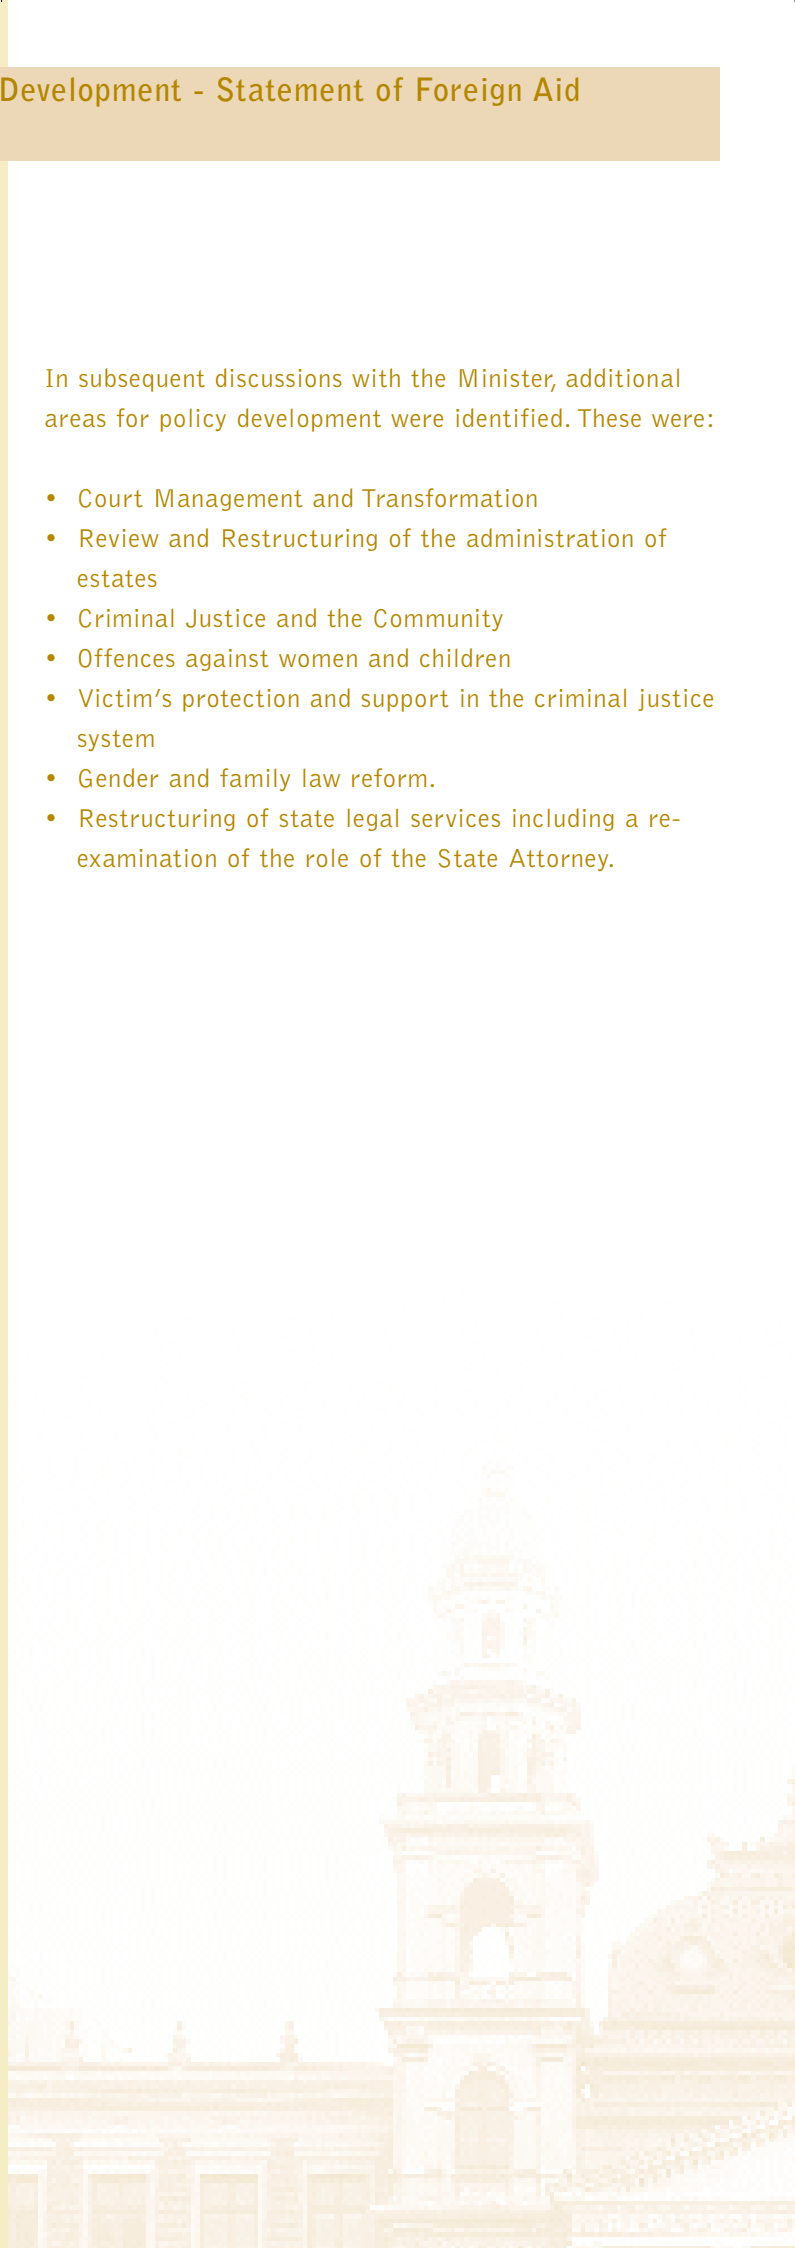 Development - Statement of Foreign Aid
In subsequent discussions with the Minister, additional
areas for policy development were identified. These were:
• Court Management and Transformation
• Review and Restructuring of the administration of
estates
• Criminal Justice and the Community
• Offences against women and children
• Victim’s protection and support in the criminal justice
system
• Gender and family law reform.
• Restructuring of state legal services including a re-
examination of the role of the State Attorney.